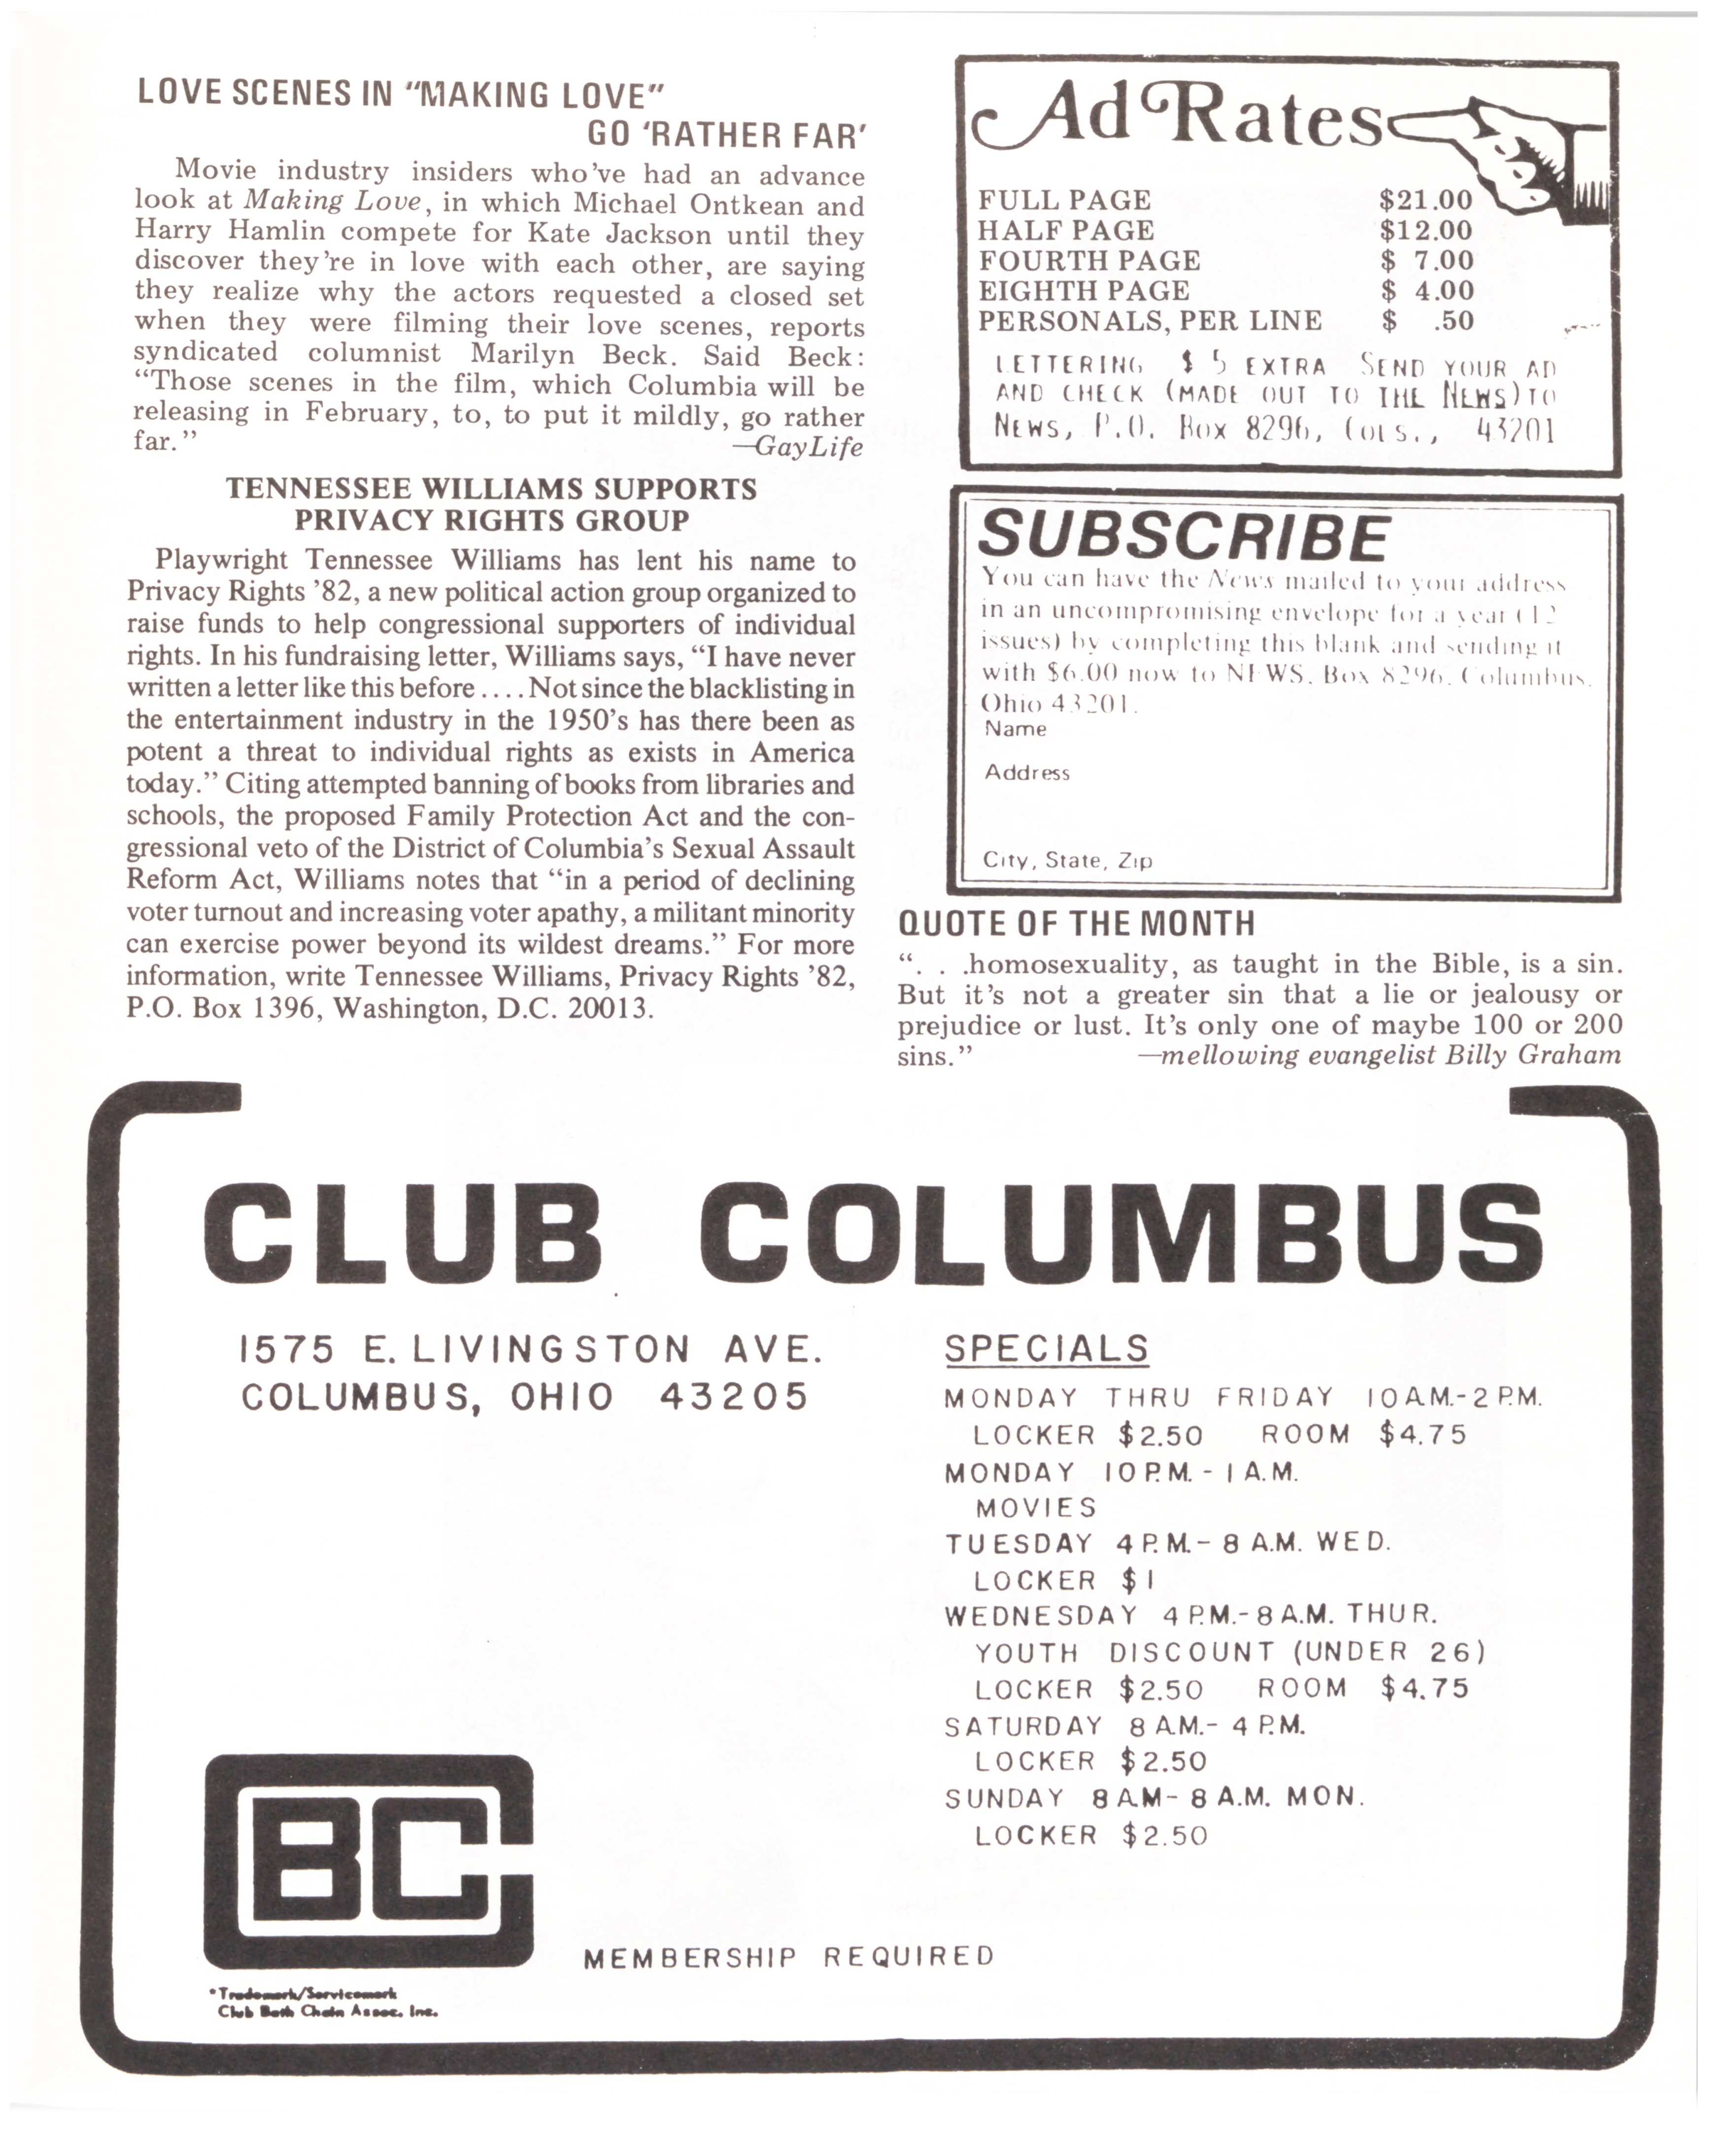 LOVE SCENES IN “MAKING LOVE”
GO ‘RATHER FAR’
Movie industry insiders who’ve had an advance
look at Making Love, in which Michael Ontkean and
Harry Hamlin compete for Kate Jackson until they
discover they’re in love with each other, are saying
they realize why the actors requested a closed set
when they were filming their love scenes, reports
syndicated columnist Marilyn Beck. Said Beck:
“Those scenes in the film, which Columbia will be
releasing in February, to, to put it mildly, go rather
far.” —GayLife
TENNESSEE WILLIAMS SUPPORTS
PRIVACY RIGHTS GROUP
Playwright Tennessee Williams has lent his name to
Privacy Rights ’82, a new political action group organized to
raise funds to help congressional supporters of individual
rights. In his fundraising letter, Williams says, “I have never
written a letter like this before . . . . Not since the blacklisting in
the entertainment industry in the 1950’s has there been as
potent a threat to individual rights as exists in America
today.” Citing attempted banning of books from libraries and
schools, the proposed Family Protection Act and the con-
gressional veto of the District of Columbia’s Sexual Assault
Reform Act, Williams notes that “in a period of declining
voter turnout and increasing voter apathy, a militant minority
can exercise power beyond its wildest dreams.” For more
information, write Tennessee Williams, Privacy Rights ’82,
P.O. Box 1396, Washington, D.C. 20013.
Ad Rates
FULL PAGE $21.00
HALF PAGE $12.00
FOURTH PAGE $ 7.00
EIGHTH PAGE $ 4.00
PERSONALS, PER LINE $ .50
LETTERING $5 EXTRA SEND YOUR AD
AND CHECK (MADE OUT TO THE NEWS) TO
NEWS, P.O. Box 8296, COLS., 43201
SUBSCRIBE
You can have the News mailed to your address
in an uncompromising envelope for a year (12
issues) by completing this blank and sending it
with $6.00 now to NEWS, Box 8296, Columbus,
Ohio 43201.
Name
Address
City, State, Zip
QUOTE OF THE MONTH
“. . .homosexuality, as taught in the Bible, is a sin.
But it’s not a greater sin that a lie or jealousy or
prejudice or lust. It’s only one of maybe 100 or 200
sins.” —mellowing evangelist Billy Graham
CLUB COLUMBUS
1575 E. LIVINGSTON AVE.
COLUMBUS, OHIO 43205
SPECIALS
MONDAY THRU FRIDAY 10 A.M.-2 P.M.
LOCKER $2.50 ROOM $4.75
MONDAY 10 P.M. - 1 A.M.
MOVIES
TUESDAY 4 P.M.- 8 A.M. WED.
LOCKER $1
WEDNESDAY 4 P.M.-8 A.M. THUR.
YOUTH DISCOUNT (UNDER 26)
LOCKER $2.50 ROOM $4.75
SATURDAY 8 A.M.- 4 P.M.
LOCKER $2.50
SUNDAY 8 A.M- 8 A.M. MON.
LOCKER $2.50
CBC
MEMBERSHIP REQUIRED
*Trademark/Servicemark
Club Bath Chain Assoc. Inc.